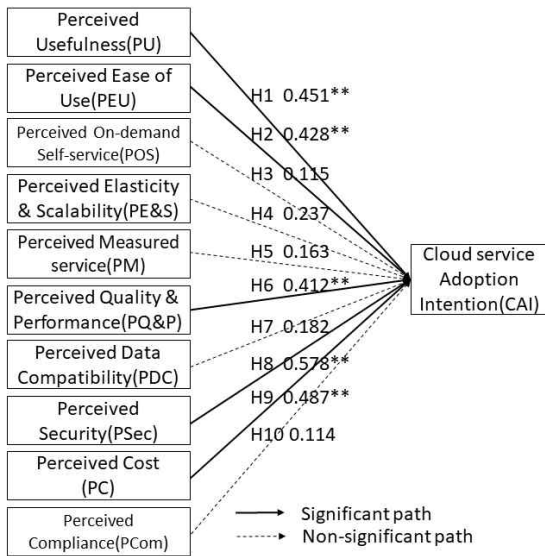 Perceived
Usefulness(PU)
Perceived Ease of
Use(PEU)
Perceived On-demand
Self-service(POS)
Perceived Elasticity
& Scalability(PE&S)
Perceived Measured
service(PM)
Perceived Quality &
Performance(PQ&P)
Perceived Data
Compatibility(PDC)
Perceived
Security(PSec)
Perceived Cost
(PC)
Perceived
Compliance(PCom)
H1 0.451**
H2 0.428**
H3 0.115
H4 0.237
H5 0.163
H6 0.412**
H7 0.182
H8 0.578**
H9 0.487**
H10 0.114
Cloud service
Adoption
Intention(CAI)
Significant path
Non-significant path